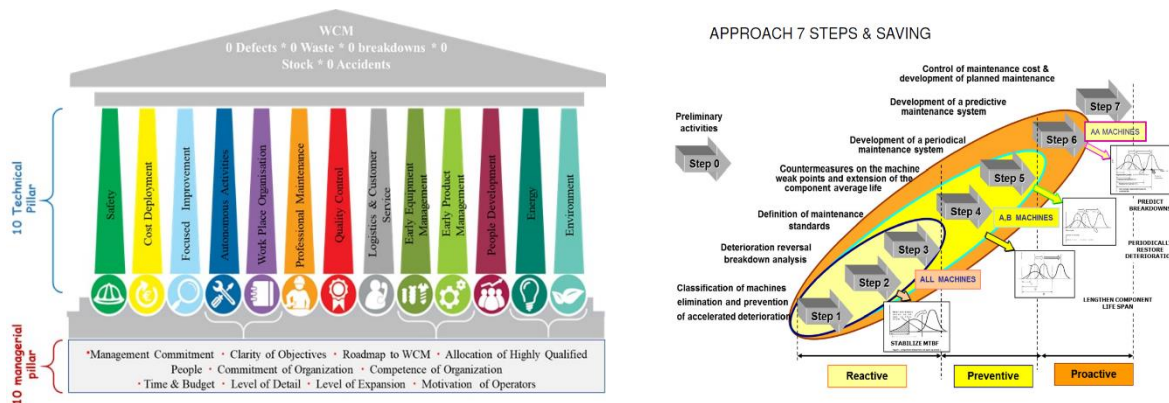 WCM
0 Defects * 0 Waste * 0 breakdowns * 0
Stock * 0 Accidents
10 Technical
Pillar
Safety
Cost Deployment
Focused Improvement
Autonomous Activities
Work Place Organisation
Professional Maintenance
Quality Control
Logistics & Customer
Service
Early Equipment
Management
Early Product
Management
People Development
Energy
Environment
10 managerial
pillar
*Management Commitment · Clarity of Objectives · Roadmap to WCM · Allocation of Highly Qualified
People · Commitment of Organization · Competence of Organization
· Time & Budget · Level of Detail · Level of Expansion · Motivation of Operators
APPROACH 7 STEPS & SAVING
Preliminary
activities
Step 0
Control of maintenance cost &
development of planned maintenance
Step 7
Development of a predictive
maintenance system
Step 6
AA MACHINES
Development of a periodical
maintenance system
Step 5
PREDICT
BREAKDOWNS
Countermeasures on the machine
weak points and extension of the
component average life
Step 4
A,B MACHINES
Definition of maintenance
standards
Step 3
PERIODICALLY
RESTORE
DETERIORATION
Deterioration reversal
breakdown analysis
Step 2
ALL MACHINES
LENGTHEN COMPONENT
LIFE SPAN
Classification of machines
elimination and prevention
of accelerated deterioration
Step 1
STABILIZE MTBF
Reactive
Preventive
Proactive